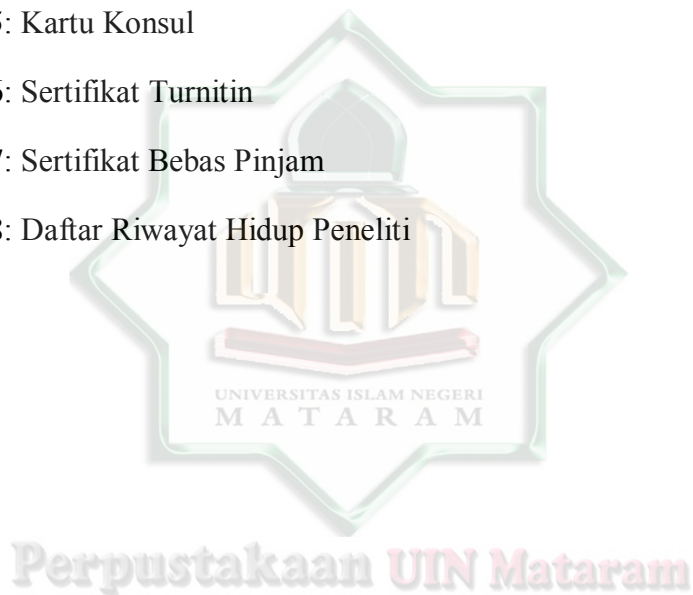 5: Kartu Konsul
6: Sertifikat Turnitin
7: Sertifikat Bebas Pinjam
8: Daftar Riwayat Hidup Peneliti
UNIVERSITAS ISLAM NEGERI
MATARAM
Perpustakaan UIN Mataram